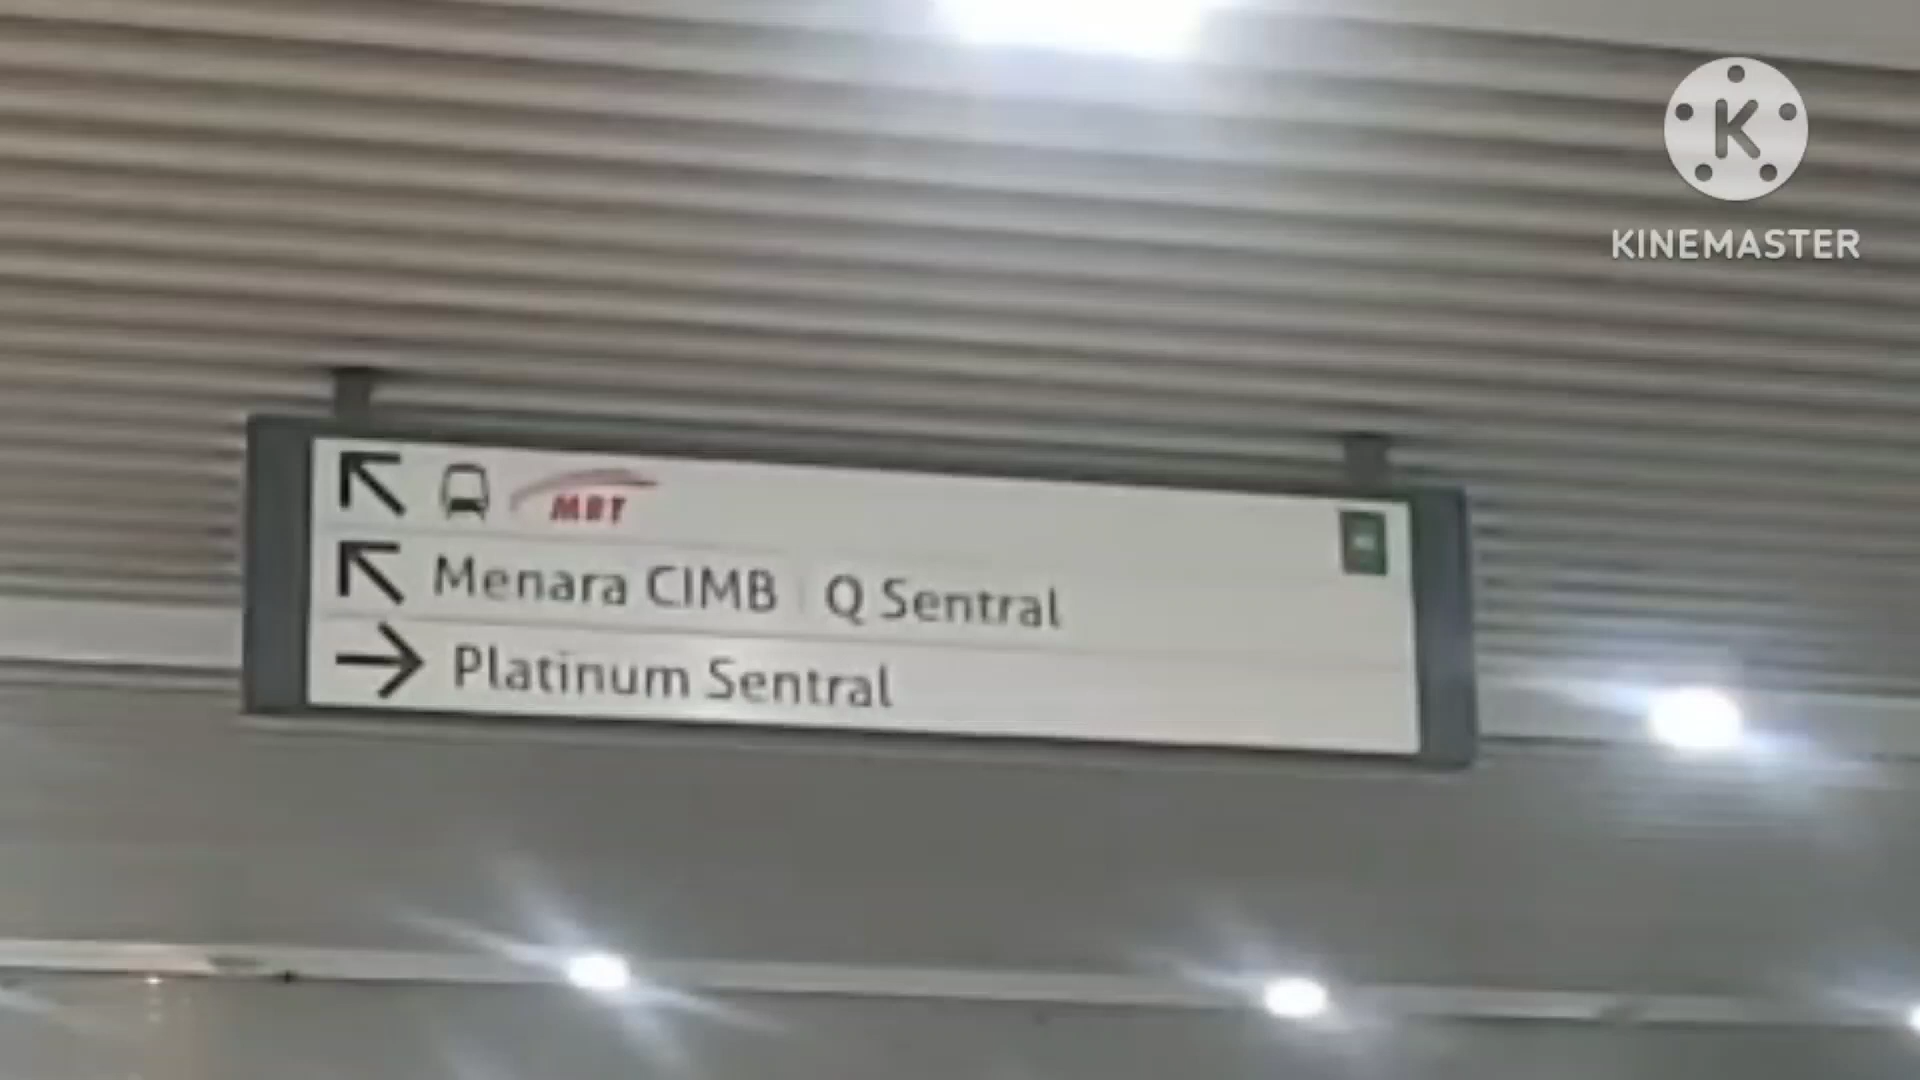 K
KINEMASTER
MRT
Menara CIMB | Q Sentral
Platinum Sentral